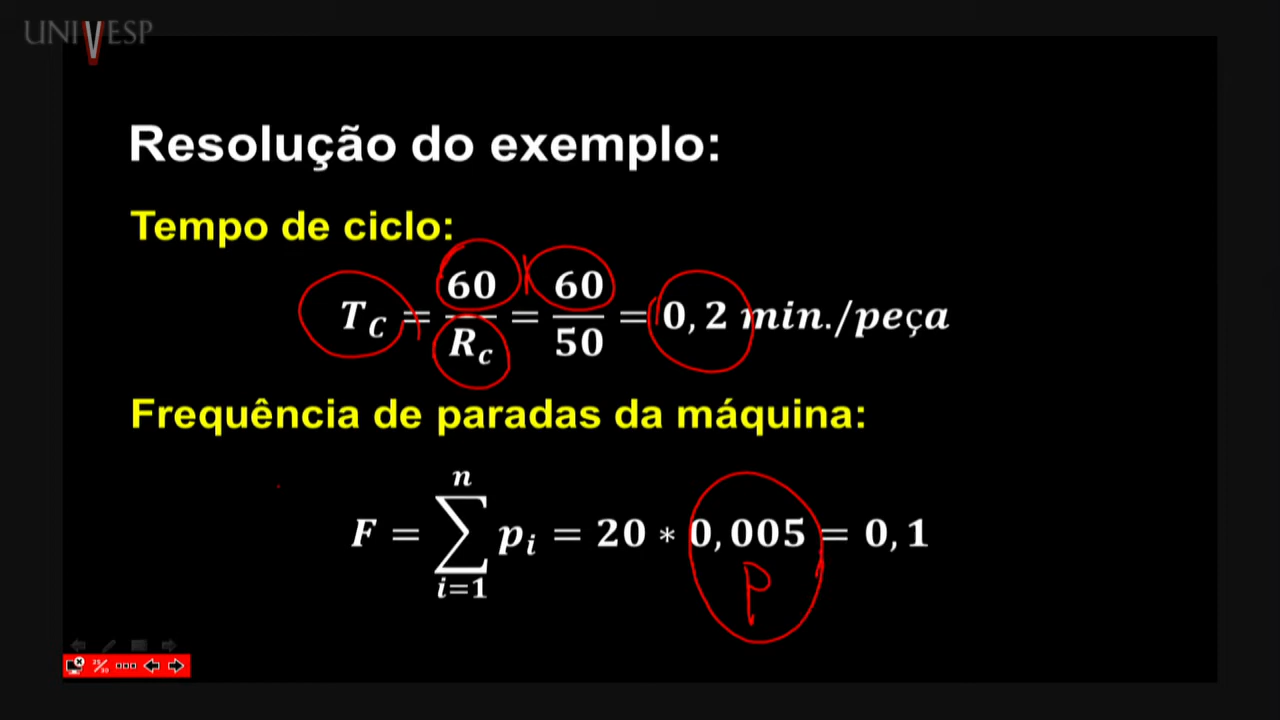 UNIVESP
Resolução do exemplo:
Tempo de ciclo:
T_C = 60/R_c = 60/50 = 0,2 min./peça
Frequência de paradas da máquina:
F = ∑_{i=1}^{n} p_i = 20 * 0,005 = 0,1
P